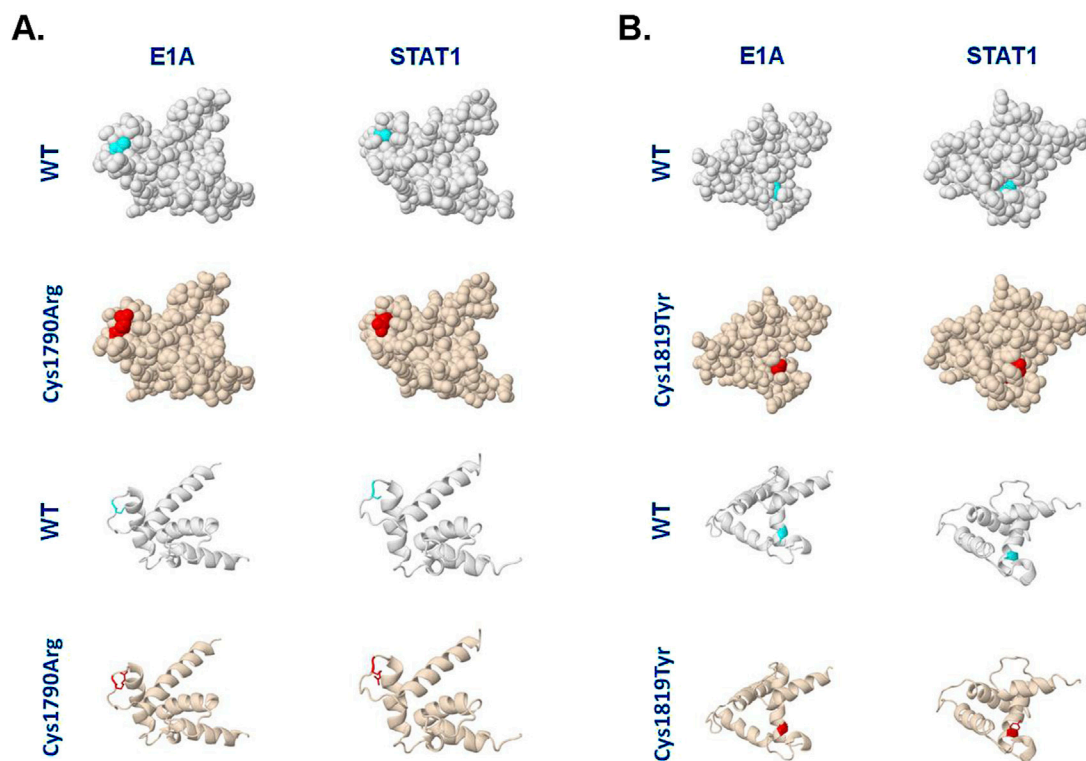 A.
E1A
STAT1
WT
Cys1790Arg
WT
Cys1790Arg
B.
E1A
STAT1
WT
Cys1819Tyr
WT
Cys1819Tyr